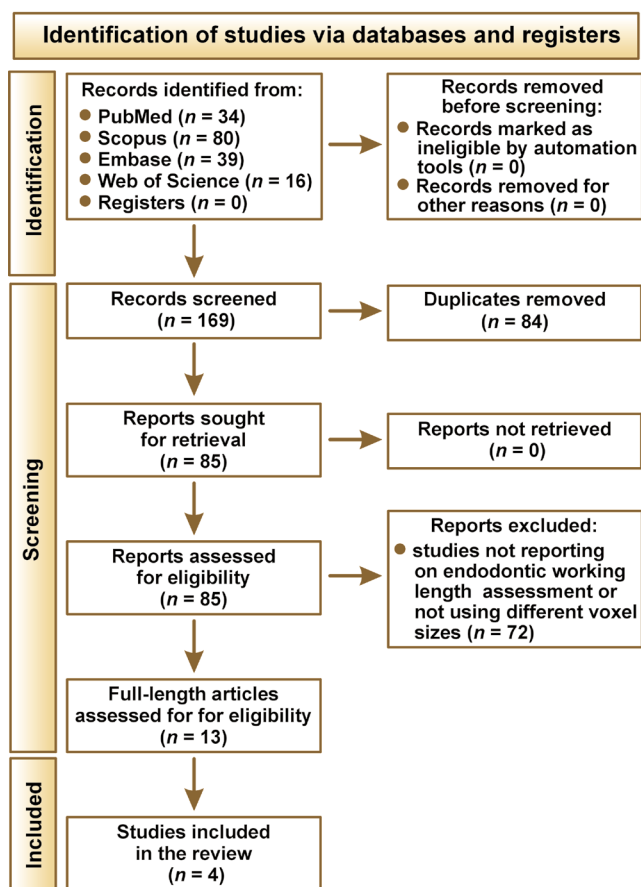 Identification of studies via databases and registers
Identification
Records identified from:
● PubMed (n = 34)
● Scopus (n = 80)
● Embase (n = 39)
● Web of Science (n = 16)
● Registers (n = 0)
Records removed
before screening:
● Records marked as
ineligible by automation
tools (n = 0)
● Records removed for
other reasons (n = 0)
Screening
Records screened
(n = 169)
Duplicates removed
(n = 84)
Reports sought
for retrieval
(n = 85)
Reports not retrieved
(n = 0)
Reports assessed
for eligibility
(n = 85)
Reports excluded:
● studies not reporting
on endodontic working
length assessment or
not using different voxel
sizes (n = 72)
Full-length articles
assessed for for eligibility
(n = 13)
Included
Studies included
in the review
(n = 4)